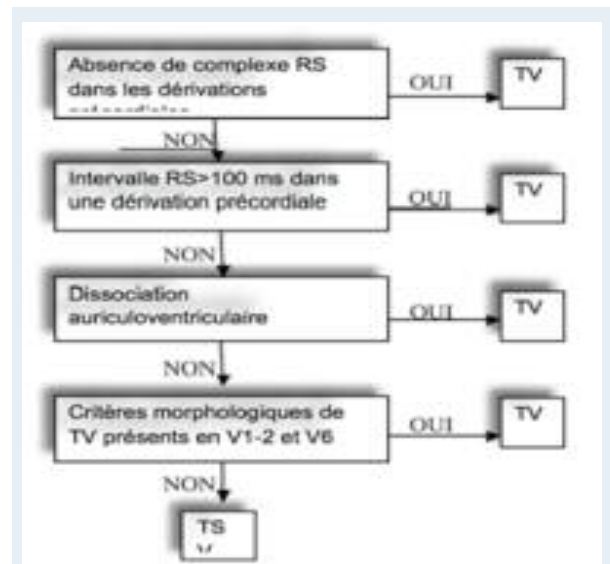 Absence de complexe RS
dans les dérivations
OUI
TV
NON
Intervalle RS>100 ms dans
une dérivation précordiale
OUI
TV
NON
Dissociation
auriculoventriculaire
OUI
TV
NON
Critères morphologiques de
TV présents en V1-2 et V6
OUI
TV
NON
TS